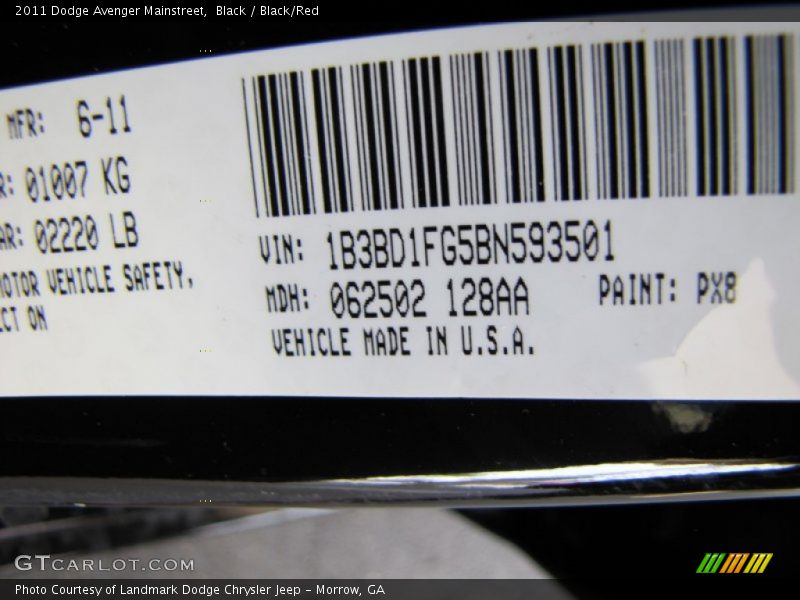 2011 Dodge Avenger Mainstreet, Black / Black/Red
MFR: 6-11
R: 01007 KG
AR: 02220 LB
MOTOR VEHICLE SAFETY,
ECT ON
VIN: 1B3BD1FG5BN593501
MDH: 062502 128AA PAINT: PX8
VEHICLE MADE IN U.S.A.
GTCARLOT.COM
Photo Courtesy of Landmark Dodge Chrysler Jeep – Morrow, GA